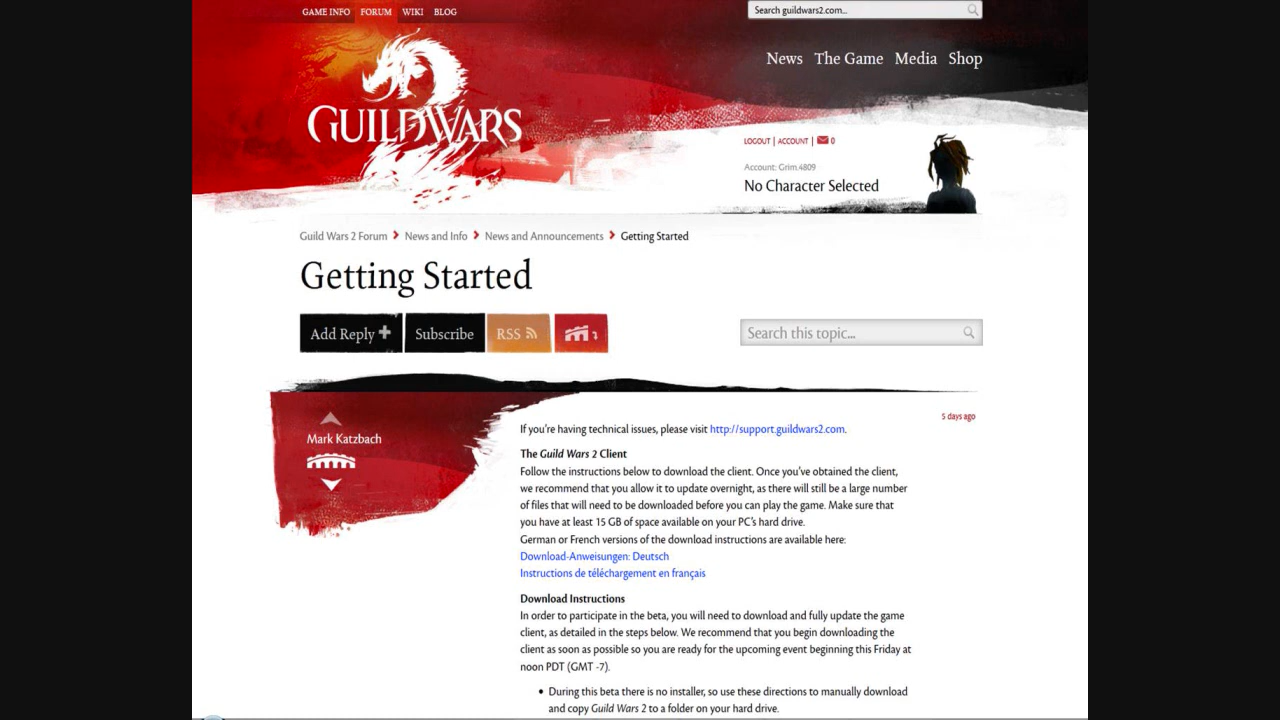 GAME INFO FORUM WIKI BLOG
Search guildwars2.com...
News The Game Media Shop
GUILDWARS
LOGOUT | ACCOUNT | 0
Account: Grim.4809
No Character Selected
Guild Wars 2 Forum News and Info News and Announcements Getting Started
Getting Started
Add Reply Subscribe RSS
Search this topic...
5 days ago
Mark Katzbach
If you're having technical issues, please visit http://support.guildwars2.com.
The Guild Wars 2 Client
Follow the instructions below to download the client. Once you've obtained the client,
we recommend that you allow it to update overnight, as there will still be a large number
of files that will need to be downloaded before you can play the game. Make sure that
you have at least 15 GB of space available on your PC's hard drive.
German or French versions of the download instructions are available here:
Download-Anweisungen: Deutsch
Instructions de téléchargement en français
Download Instructions
In order to participate in the beta, you will need to download and fully update the game
client, as detailed in the steps below. We recommend that you begin downloading the
client as soon as possible so you are ready for the upcoming event beginning this Friday at
noon PDT (GMT -7).
• During this beta there is no installer, so use these directions to manually download
and copy Guild Wars 2 to a folder on your hard drive.